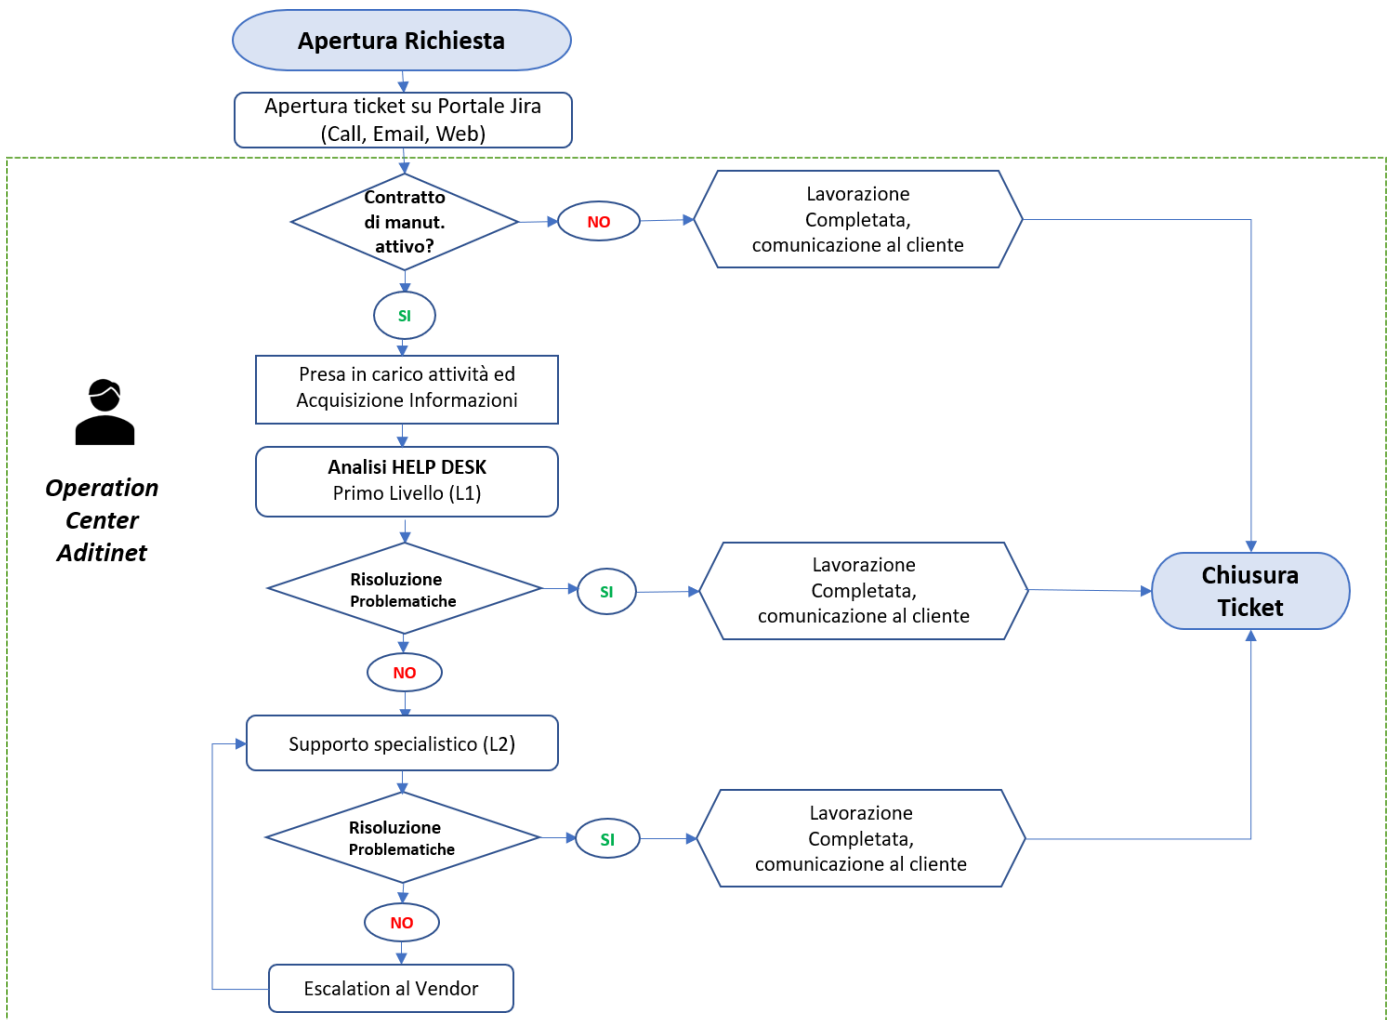 Apertura Richiesta
Apertura ticket su Portale Jira
(Call, Email, Web)
Contratto
di manut.
attivo?
NO
Lavorazione
Completata,
comunicazione al cliente
SI
Presa in carico attività ed
Acquisizione Informazioni
Analisi HELP DESK
Primo Livello (L1)
Operation
Center
Aditinet
Risoluzione
Problematiche
SI
Lavorazione
Completata,
comunicazione al cliente
Chiusura
Ticket
NO
Supporto specialistico (L2)
Risoluzione
Problematiche
SI
Lavorazione
Completata,
comunicazione al cliente
NO
Escalation al Vendor